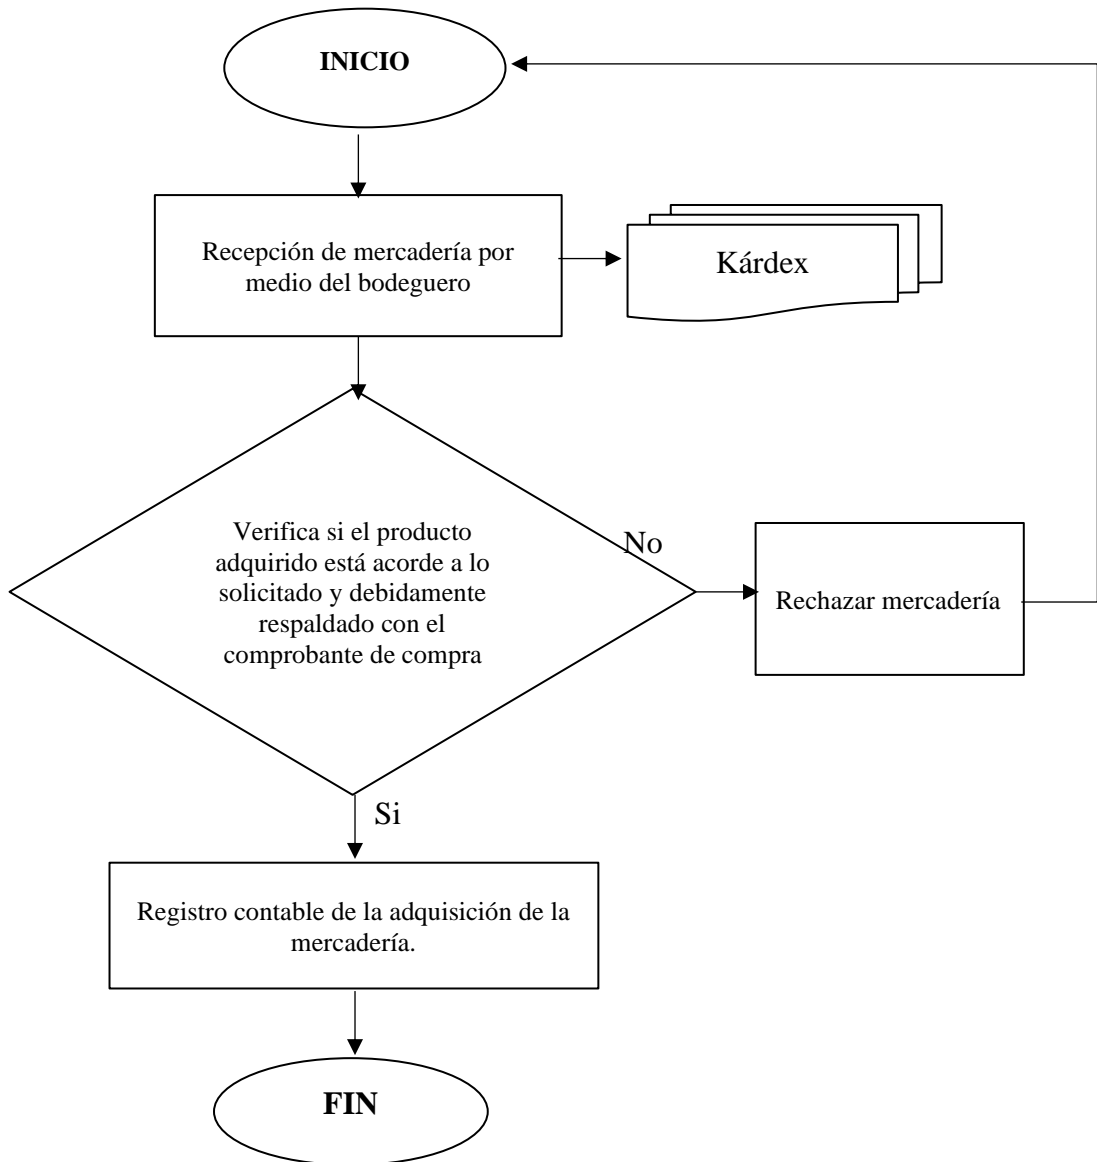 INICIO
Recepción de mercadería por
medio del bodeguero
Kárdex
Verifica si el producto
adquirido está acorde a lo
solicitado y debidamente
respaldado con el
comprobante de compra
No
Rechazar mercadería
Si
Registro contable de la adquisición de la
mercadería.
FIN